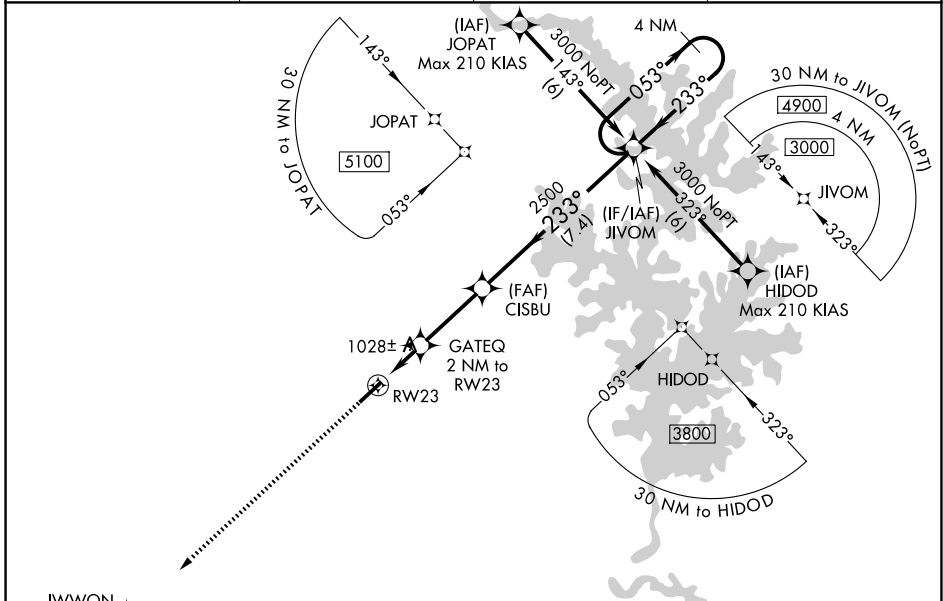 (IAF)
JOPAT
Max 210 KIAS
3000 NoPT
143°
(6)
4 NM
053°
233°
143°
30 NM to JOPAT
JOPAT
5100
053°
30 NM to JIVOM (NoPT)
4900
4 NM
3000
143°
JIVOM
323°
2500
233°
(7.4)
(IF/IAF)
JIVOM
3000 NoPT
323°
(6)
(IAF)
HIDOD
Max 210 KIAS
(FAF)
CISBU
1028±
GATEQ
2 NM to
RW23
RW23
053°
HIDOD
323°
3800
30 NM to HIDOD
IWWON